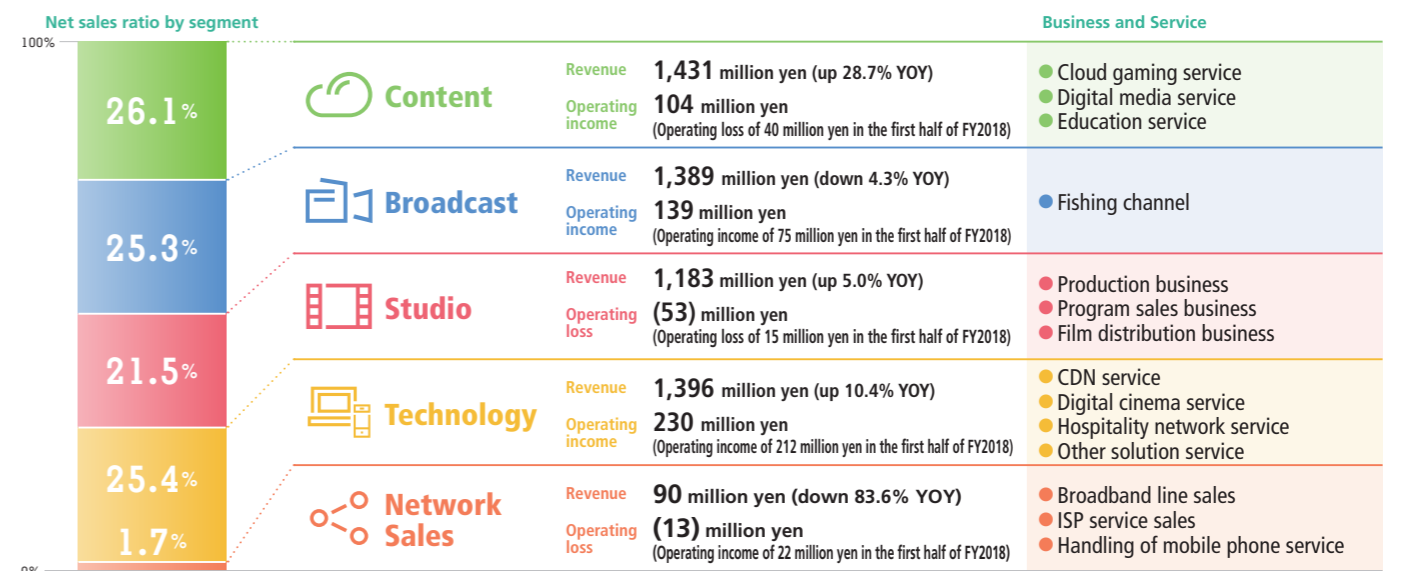 Net sales ratio by segment
Business and Service
100%
26.1%
Content
Revenue 1,431 million yen (up 28.7% YOY)
Operating income 104 million yen
(Operating loss of 40 million yen in the first half of FY2018)
Cloud gaming service
Digital media service
Education service
25.3%
Broadcast
Revenue 1,389 million yen (down 4.3% YOY)
Operating income 139 million yen
(Operating income of 75 million yen in the first half of FY2018)
Fishing channel
21.5%
Studio
Revenue 1,183 million yen (up 5.0% YOY)
Operating loss (53) million yen
(Operating loss of 15 million yen in the first half of FY2018)
Production business
Program sales business
Film distribution business
25.4%
Technology
Revenue 1,396 million yen (up 10.4% YOY)
Operating income 230 million yen
(Operating income of 212 million yen in the first half of FY2018)
CDN service
Digital cinema service
Hospitality network service
Other solution service
1.7%
Network
Sales
Revenue 90 million yen (down 83.6% YOY)
Operating loss (13) million yen
(Operating income of 22 million yen in the first half of FY2018)
Broadband line sales
ISP service sales
Handling of mobile phone service